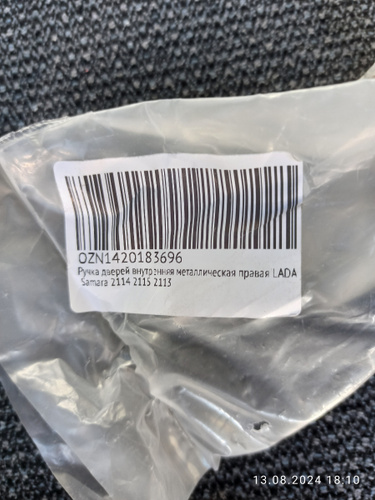 OZN1420183696
Ручка дверей внутренняя металлическая правая LADA
Samara 2114 2115 2113
13.08.2024 18:10